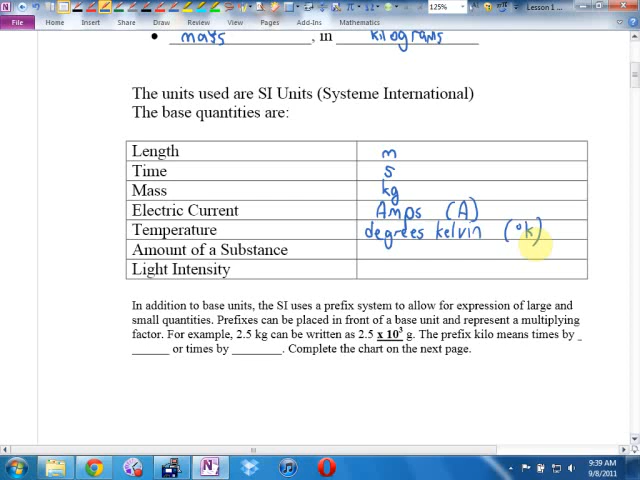 File Home Insert Share Draw Review View Pages Add-Ins Mathematics
125%
Lesson 1 ...
• mass, in kilograms
The units used are SI Units (Systeme International)
The base quantities are:
Length m
Time s
Mass kg
Electric Current Amps (A)
Temperature degrees kelvin (°K)
Amount of a Substance
Light Intensity
In addition to base units, the SI uses a prefix system to allow for expression of large and
small quantities. Prefixes can be placed in front of a base unit and represent a multiplying
factor. For example, 2.5 kg can be written as 2.5 x 10³ g. The prefix kilo means times by _
______ or times by ________. Complete the chart on the next page.
9:39 AM
9/8/2011